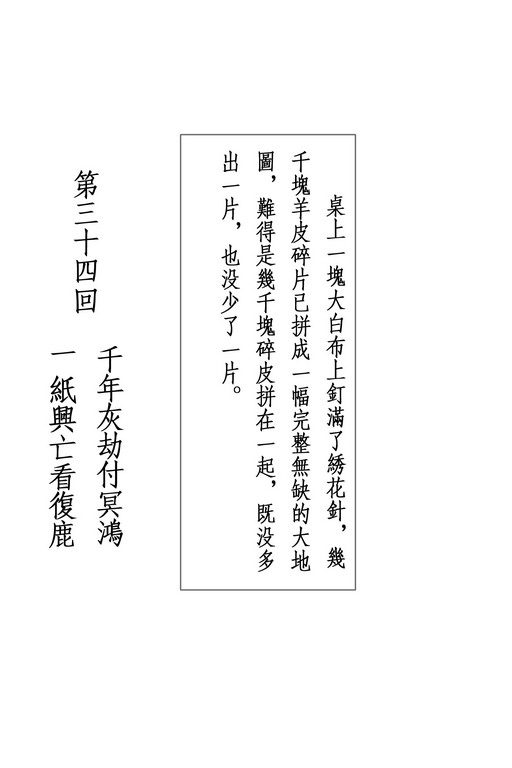 桌上一塊大白布上釘滿了綉花針，幾
千塊羊皮碎片已拼成一幅完整無缺的大地
圖，難得是幾千塊碎皮拼在一起，既没多
出一片，也没少了一片。
第三十四回
千年灰劫付冥鴻
一紙興亡看復鹿